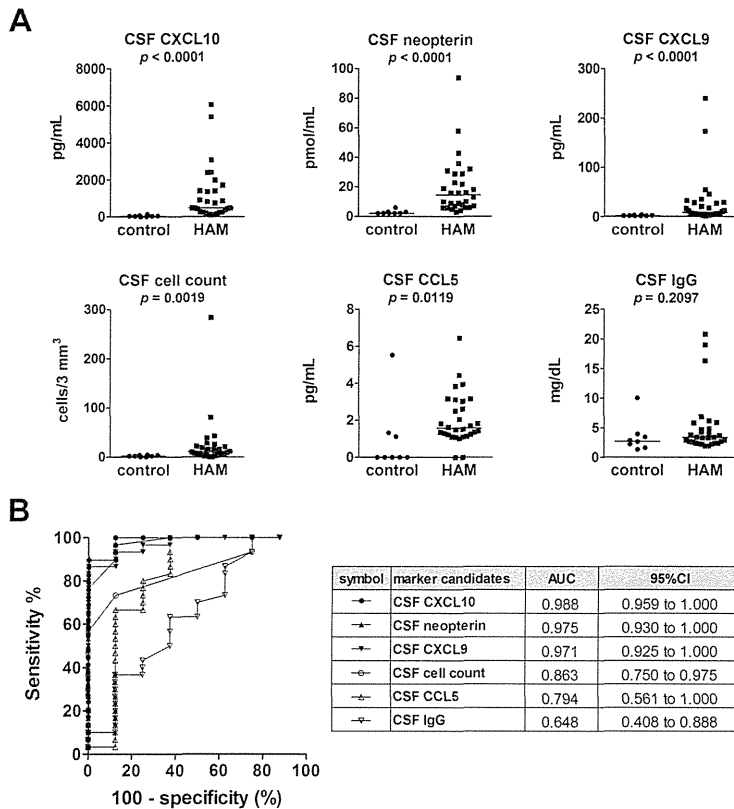 A
CSF CXCL10
p < 0.0001
pg/mL
8000
6000
4000
2000
0
control HAM
CSF neopterin
p < 0.0001
pmol/mL
100
80
60
40
20
0
control HAM
CSF CXCL9
p < 0.0001
pg/mL
300
200
100
0
control HAM
CSF cell count
p = 0.0019
cells/3 mm³
300
200
100
0
control HAM
CSF CCL5
p = 0.0119
pg/mL
8
6
4
2
0
control HAM
CSF IgG
p = 0.2097
mg/dL
25
20
15
10
5
0
control HAM
B
Sensitivity %
100
80
60
40
20
0
0 20 40 60 80 100
100 - specificity (%)
symbol marker candidates AUC 95%CI
CSF CXCL10 0.988 0.959 to 1.000
CSF neopterin 0.975 0.930 to 1.000
CSF CXCL9 0.971 0.925 to 1.000
CSF cell count 0.863 0.750 to 0.975
CSF CCL5 0.794 0.561 to 1.000
CSF IgG 0.648 0.408 to 0.888